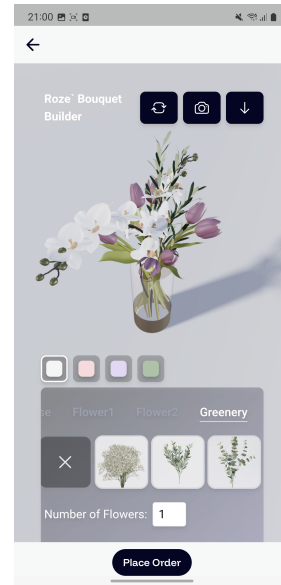 21:00
Roze` Bouquet
Builder
se Flower1 Flower2 Greenery
Number of Flowers: 1
Place Order